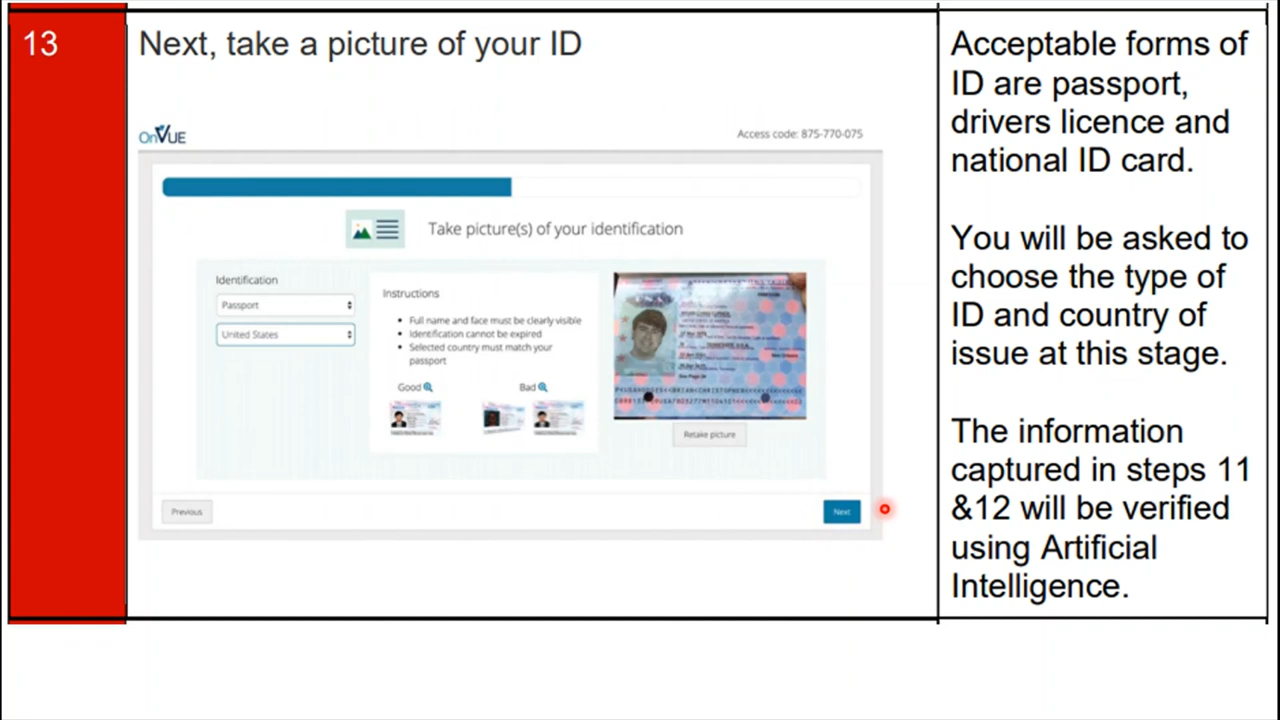 13
Next, take a picture of your ID
OnVUE
Access code: 875-770-075
Take picture(s) of your identification
Identification
Passport
United States
Instructions
• Full name and face must be clearly visible
• Identification cannot be expired
• Selected country must match your
passport
Good
Bad
Retake picture
Previous
Next
Acceptable forms of
ID are passport,
drivers licence and
national ID card.
You will be asked to
choose the type of
ID and country of
issue at this stage.
The information
captured in steps 11
&12 will be verified
using Artificial
Intelligence.